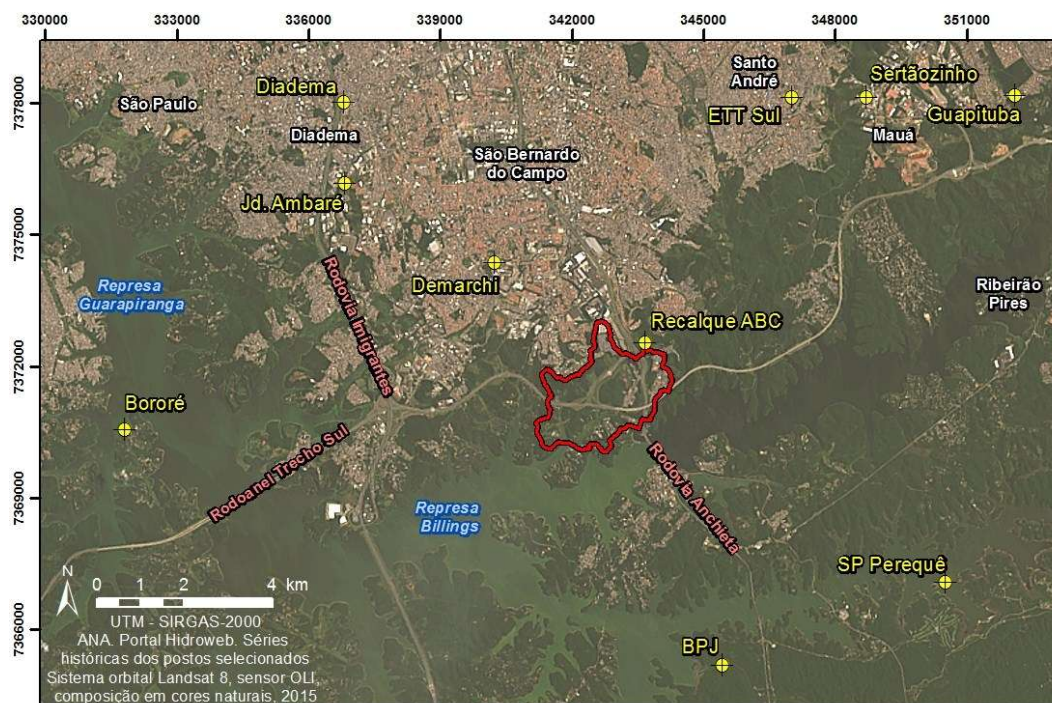 330000
333000
336000
339000
342000
345000
348000
351000
7378000
7375000
7372000
7369000
7366000
Diadema
São Paulo
Diadema
Santo
André
Sertãozinho
ETT Sul
Guapituba
Mauá
São Bernardo
do Campo
Jd. Ambaré
Demarchi
Represa
Guarapiranga
Rodovia Imigrantes
Ribeirão
Pires
Recalque ABC
Bororé
Rodoanel Trecho Sul
Rodovia Anchieta
Represa
Billings
SP Perequê
BPJ
N
0 1 2 4 km
UTM - SIRGAS-2000
ANA. Portal Hidroweb. Séries
históricas dos postos selecionados
Sistema orbital Landsat 8, sensor OLI,
composição em cores naturais, 2015